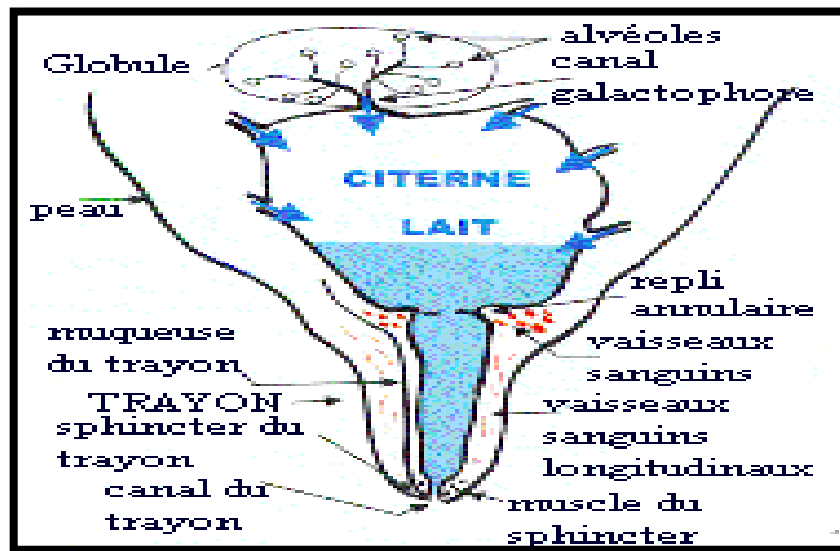 alvéoles
Globule
canal
galactophore
CITERNE
LAIT
peau
repli
annulaire
muqueuse
du trayon
vaisseaux
sanguins
TRAYON
vaisseaux
sanguins
longitudinaux
sphincter du
trayon
canal du
trayon
muscle du
sphincter